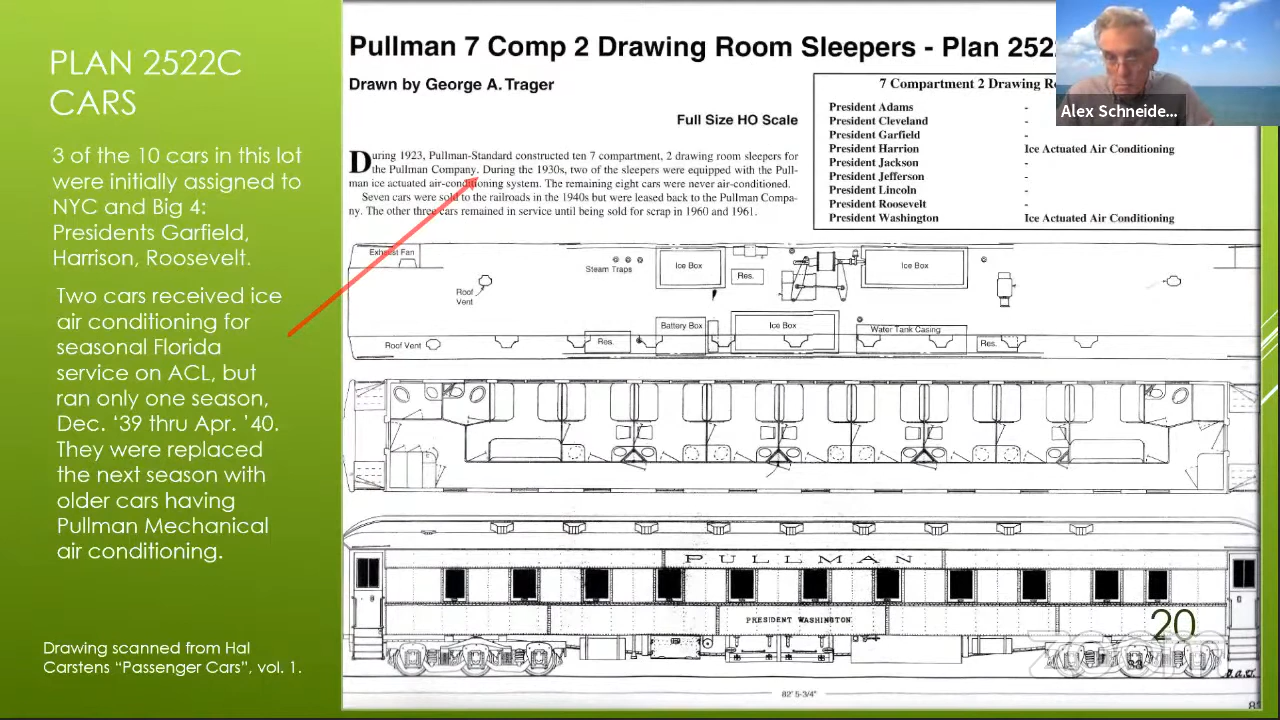 PLAN 2522C
CARS
3 of the 10 cars in this lot
were initially assigned to
NYC and Big 4:
Presidents Garfield,
Harrison, Roosevelt.
Two cars received ice
air conditioning for
seasonal Florida
service on ACL, but
ran only one season,
Dec. ‘39 thru Apr. ’40.
They were replaced
the next season with
older cars having
Pullman Mechanical
air conditioning.
Drawing scanned from Hal
Carstens “Passenger Cars”, vol. 1.
Pullman 7 Comp 2 Drawing Room Sleepers - Plan 252
Drawn by George A. Trager
Full Size HO Scale
During 1923, Pullman-Standard constructed ten 7 compartment, 2 drawing room sleepers for
the Pullman Company. During the 1930s, two of the sleepers were equipped with the Pull-
man ice actuated air-conditioning system. The remaining eight cars were never air-conditioned.
Seven cars were sold to the railroads in the 1940s but were leased back to the Pullman Compa-
ny. The other three cars remained in service until being sold for scrap in 1960 and 1961.
7 Compartment 2 Drawing Ro
President Adams -
President Cleveland -
President Garfield -
President Harrion Ice Actuated Air Conditioning
President Jackson -
President Jefferson -
President Lincoln -
President Roosevelt -
President Washington Ice Actuated Air Conditioning
Alex Schneide...
Exhaust Fan
Steam Traps
Ice Box
Res.
Ice Box
Roof
Vent
Battery Box
Ice Box
Water Tank Casing
Roof Vent
Res.
Res.
PULLMAN
PRESIDENT WASHINGTON
20
zoom
82' 5-3/4"